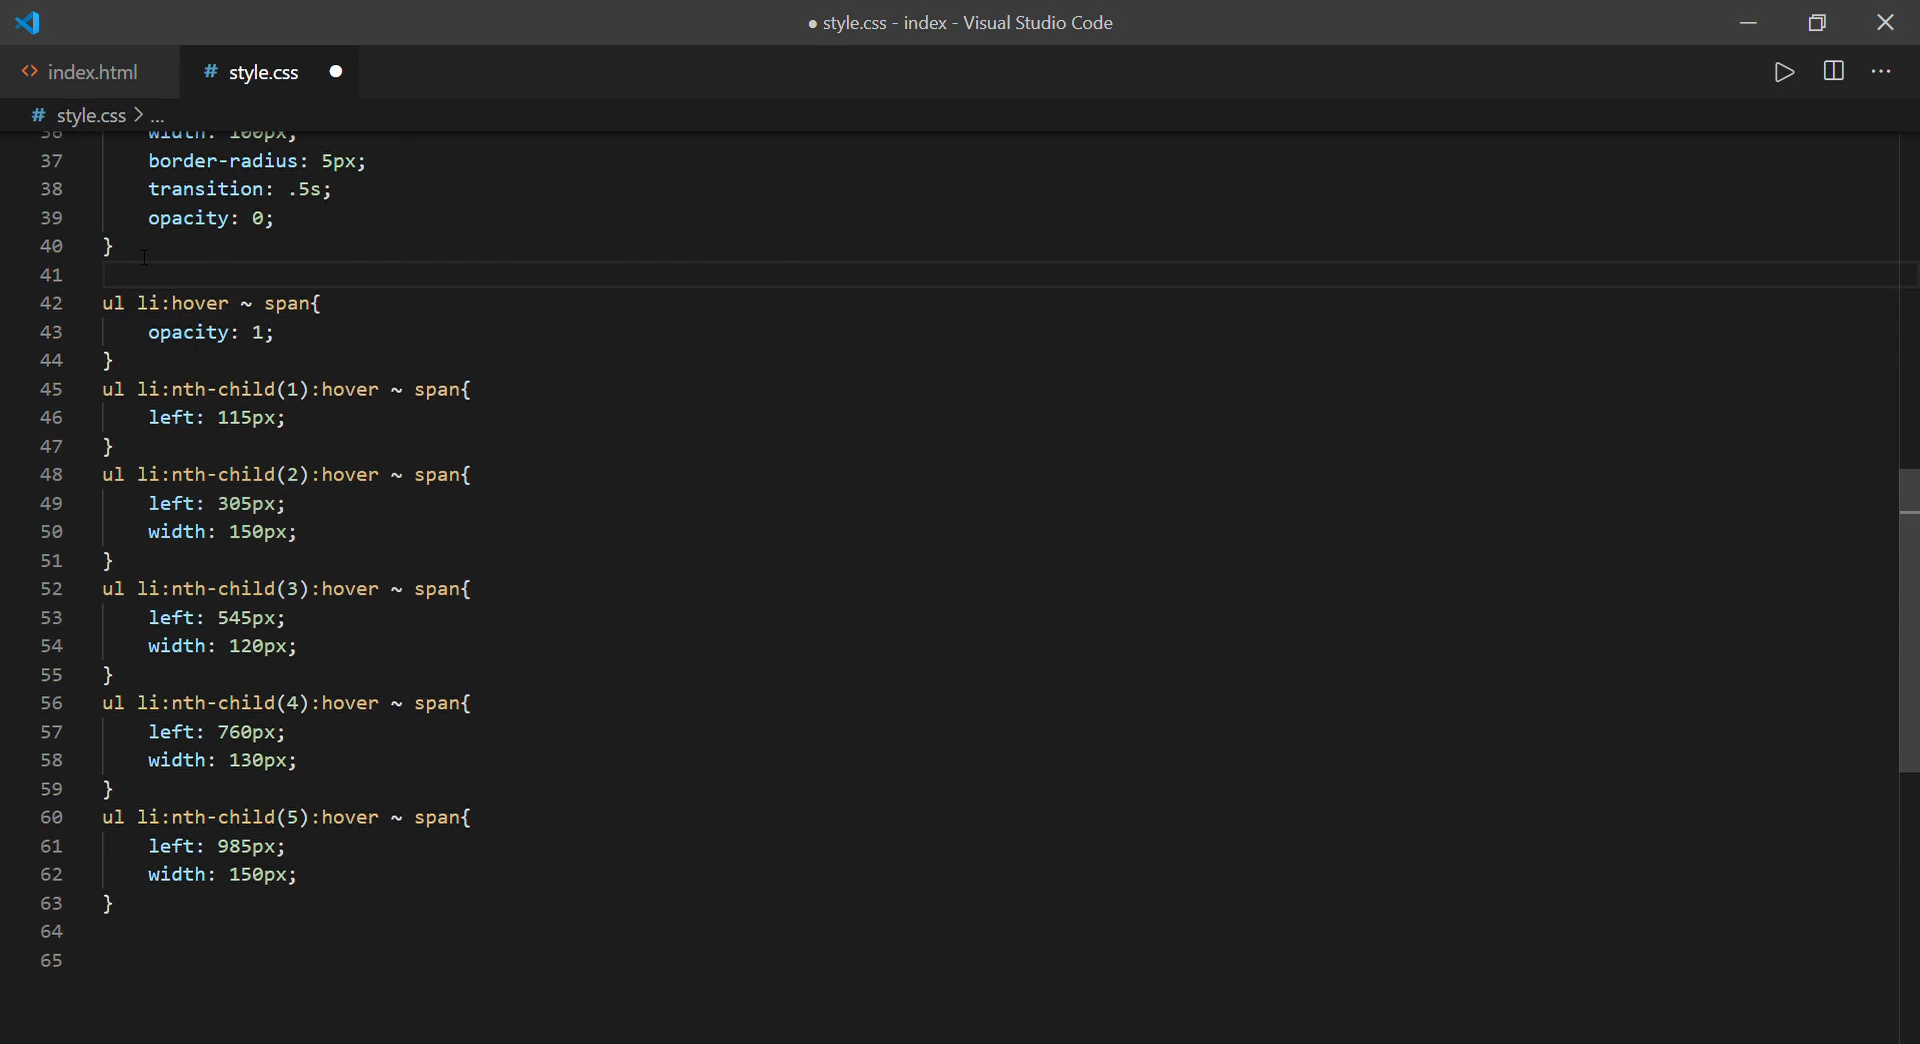 ● style.css - index - Visual Studio Code
<> index.html # style.css ●
# style.css > ...
36 width: 100px;
37 border-radius: 5px;
38 transition: .5s;
39 opacity: 0;
40 }
41
42 ul li:hover ~ span{
43 opacity: 1;
44 }
45 ul li:nth-child(1):hover ~ span{
46 left: 115px;
47 }
48 ul li:nth-child(2):hover ~ span{
49 left: 305px;
50 width: 150px;
51 }
52 ul li:nth-child(3):hover ~ span{
53 left: 545px;
54 width: 120px;
55 }
56 ul li:nth-child(4):hover ~ span{
57 left: 760px;
58 width: 130px;
59 }
60 ul li:nth-child(5):hover ~ span{
61 left: 985px;
62 width: 150px;
63 }
64
65